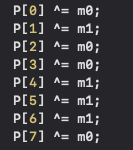 P[0] ^= m0;
P[1] ^= m1;
P[2] ^= m0;
P[3] ^= m0;
P[4] ^= m1;
P[5] ^= m1;
P[6] ^= m1;
P[7] ^= m0;